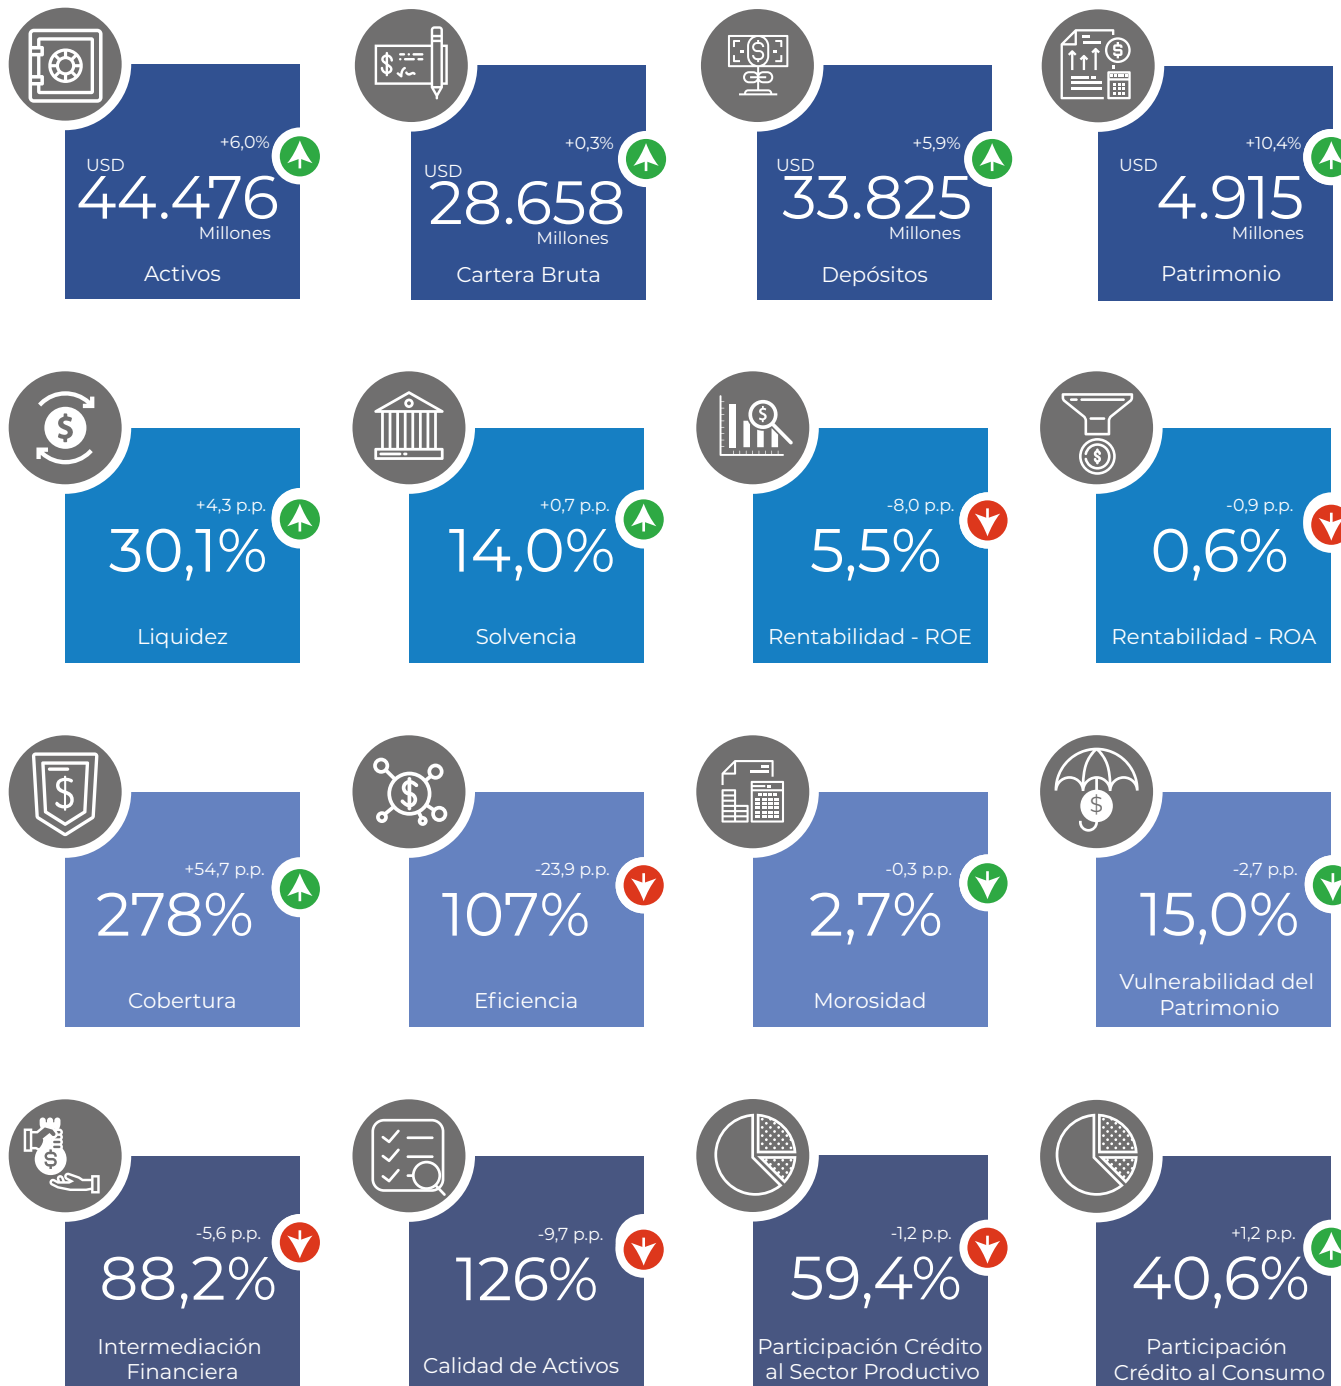 +6,0%
USD
44.476
Millones
Activos
+0,3%
USD
28.658
Millones
Cartera Bruta
+5,9%
USD
33.825
Millones
Depósitos
+10,4%
USD
4.915
Millones
Patrimonio
+4,3 p.p.
30,1%
Liquidez
+0,7 p.p.
14,0%
Solvencia
-8,0 p.p.
5,5%
Rentabilidad - ROE
-0,9 p.p.
0,6%
Rentabilidad - ROA
+54,7 p.p.
278%
Cobertura
-23,9 p.p.
107%
Eficiencia
-0,3 p.p.
2,7%
Morosidad
-2,7 p.p.
15,0%
Vulnerabilidad del
Patrimonio
-5,6 p.p.
88,2%
Intermediación
Financiera
-9,7 p.p.
126%
Calidad de Activos
-1,2 p.p.
59,4%
Participación Crédito
al Sector Productivo
+1,2 p.p.
40,6%
Participación
Crédito al Consumo